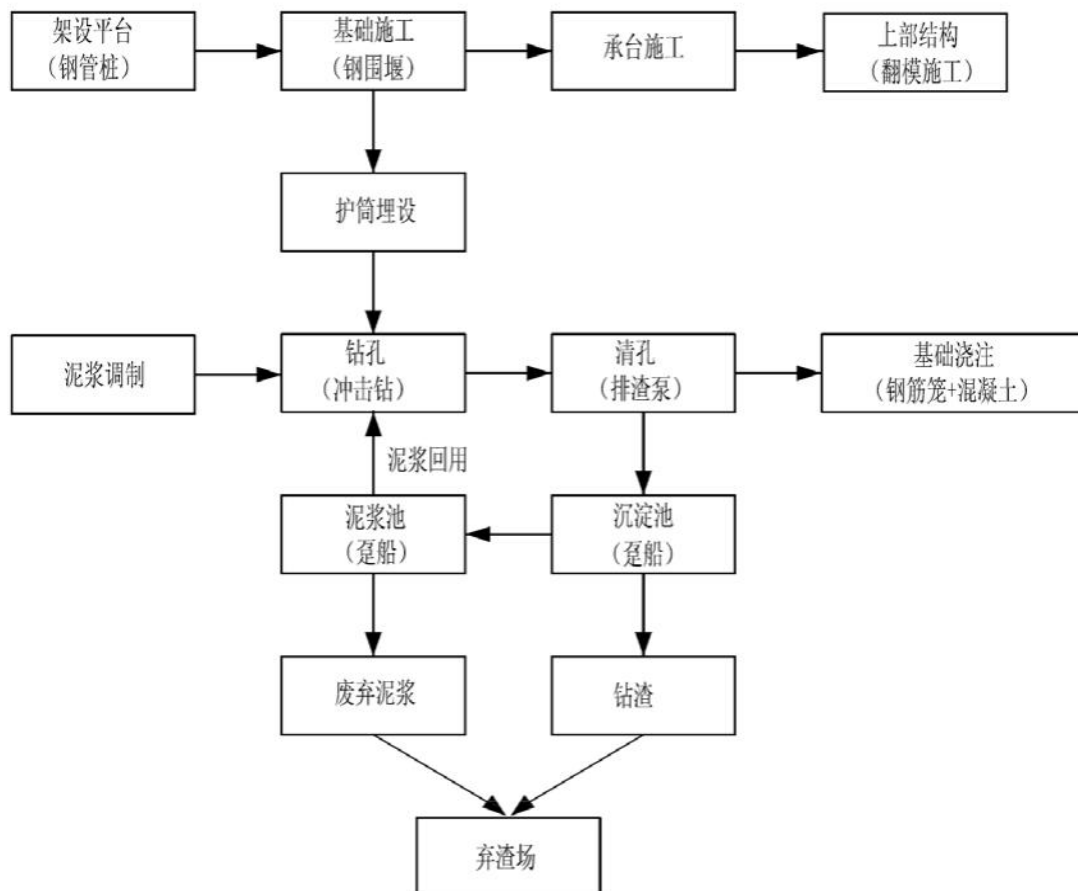 架设平台
（钢管桩）
基础施工
（钢围堰）
承台施工
上部结构
（翻模施工）
护筒埋设
泥浆调制
钻孔
（冲击钻）
清孔
（排渣泵）
基础浇注
（钢筋笼+混凝土）
泥浆回用
泥浆池
（趸船）
沉淀池
（趸船）
废弃泥浆
钻渣
弃渣场